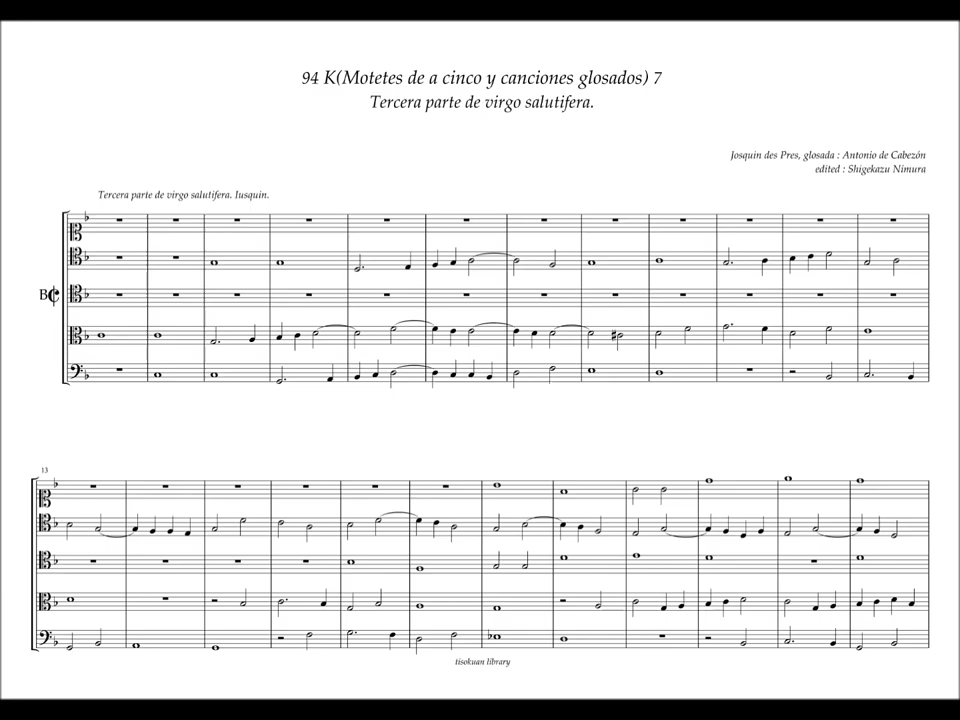 94 K(Motetes de a cinco y canciones glosados) 7
Tercera parte de virgo salutifera.
Josquin des Pres, glosada : Antonio de Cabezón
edited : Shigekazu Nimura
Tercera parte de virgo salutifera. Iusquin.
B
13
tisokuan library